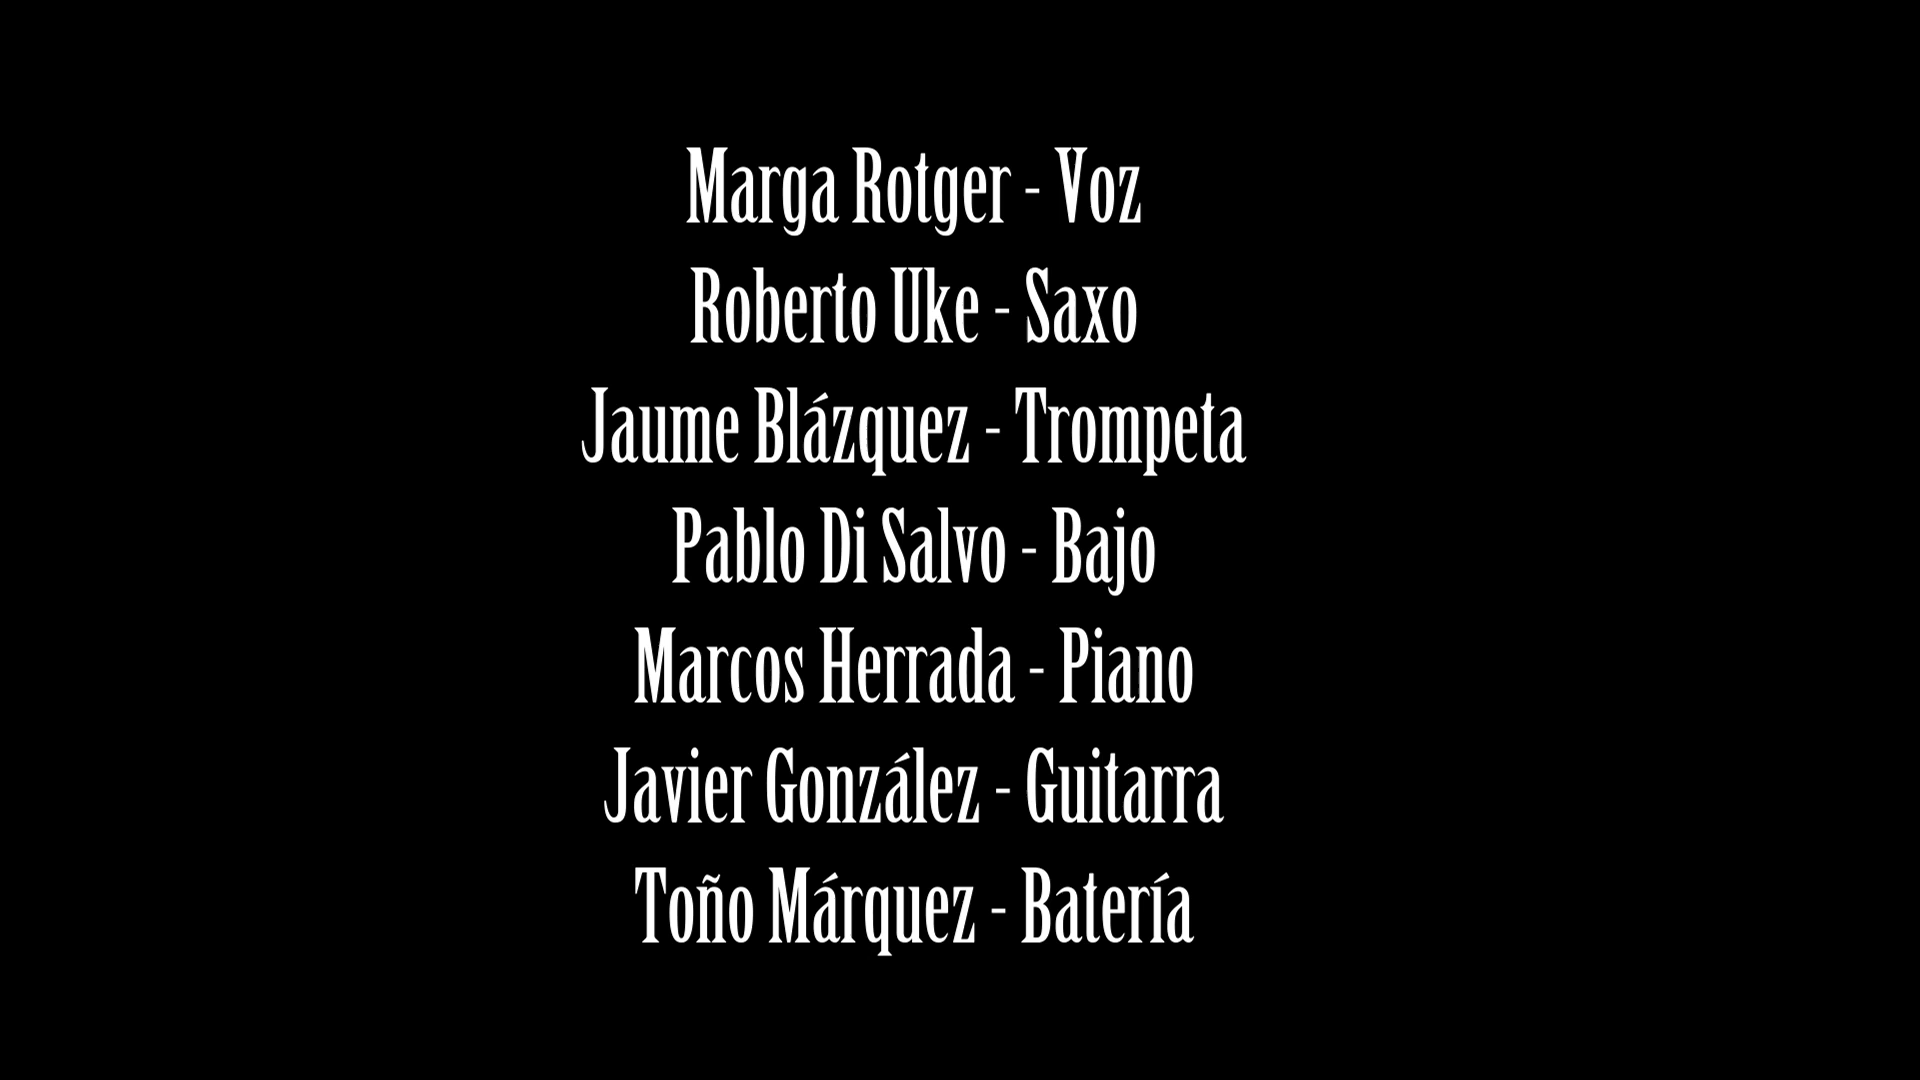 Marga Rotger - Voz
Roberto Uke - Saxo
Jaume Blázquez - Trompeta
Pablo Di Salvo - Bajo
Marcos Herrada - Piano
Javier González - Guitarra
Toño Márquez - Batería